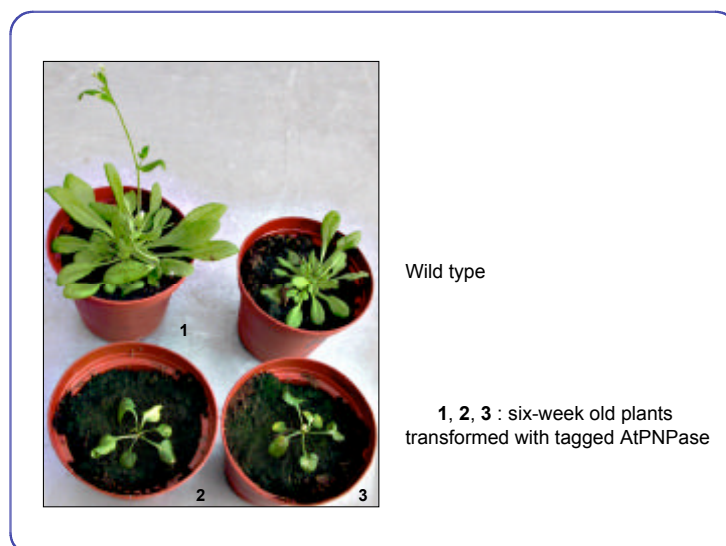 Wild type
1
1, 2, 3 : six-week old plants
transformed with tagged AtPNPase
2
3